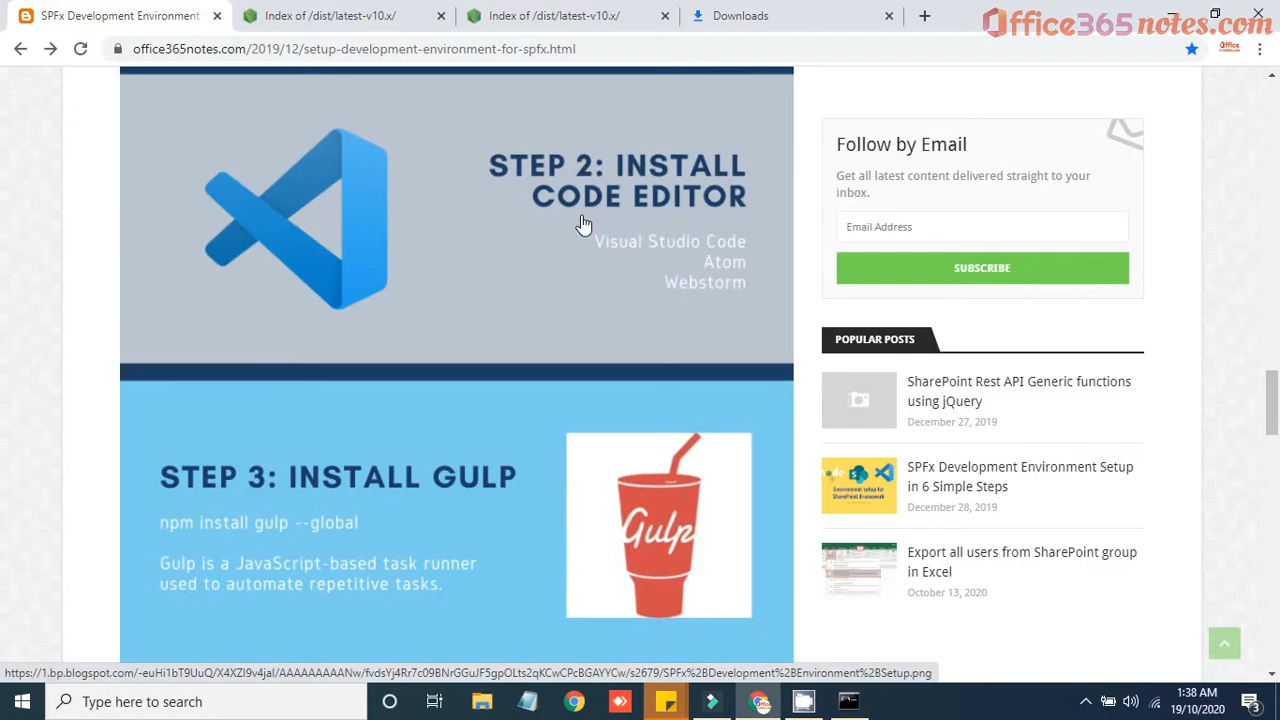 SPFx Development Environment
Index of /dist/latest-v10.x/
Index of /dist/latest-v10.x/
Downloads
Office365notes.com
office365notes.com/2019/12/setup-development-environment-for-spfx.html
STEP 2: INSTALL
CODE EDITOR
Visual Studio Code
Atom
Webstorm
STEP 3: INSTALL GULP
npm install gulp --global
Gulp is a JavaScript-based task runner
used to automate repetitive tasks.
Gulp
Follow by Email
Get all latest content delivered straight to your
inbox.
Email Address
SUBSCRIBE
POPULAR POSTS
SharePoint Rest API Generic functions
using jQuery
December 27, 2019
SPFx Development Environment Setup
in 6 Simple Steps
December 28, 2019
Export all users from SharePoint group
in Excel
October 13, 2020
Type here to search
1:38 AM
19/10/2020
3